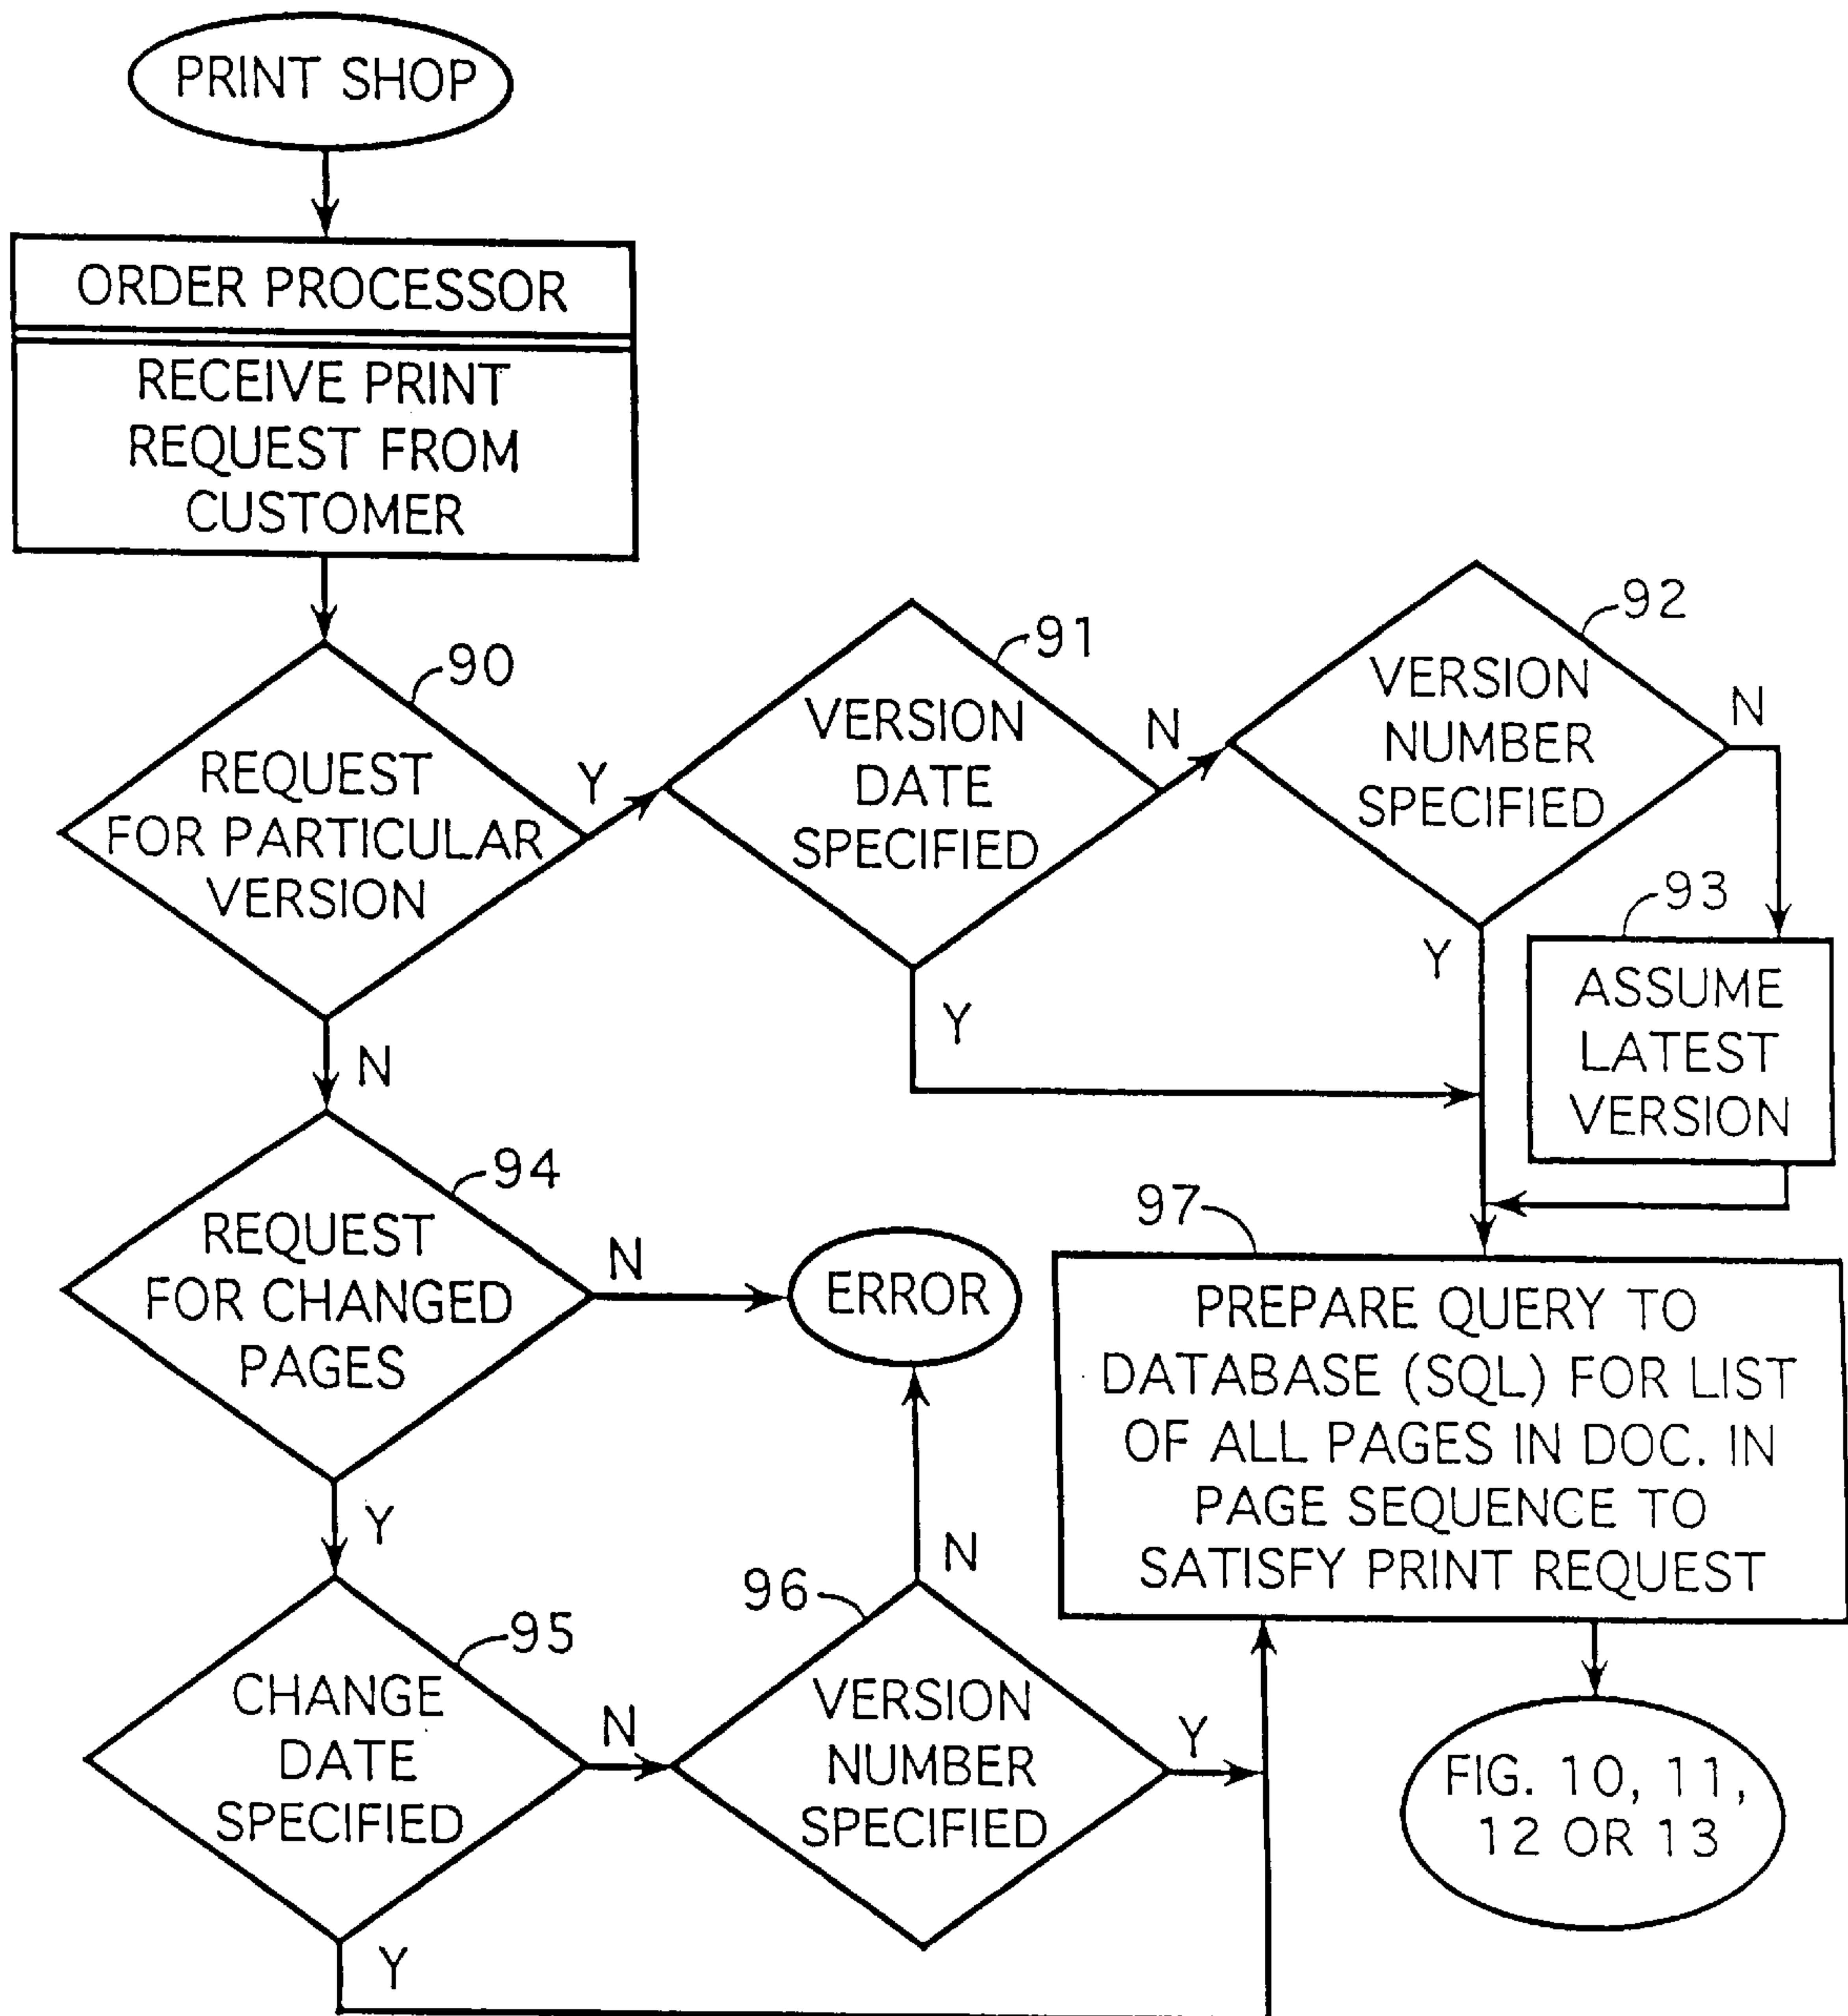 PRINT SHOP
ORDER PROCESSOR
RECEIVE PRINT
REQUEST FROM
CUSTOMER
90
REQUEST
FOR PARTICULAR
VERSION
Y
N
91
VERSION
DATE
SPECIFIED
N
Y
92
VERSION
NUMBER
SPECIFIED
N
Y
93
ASSUME
LATEST
VERSION
94
REQUEST
FOR CHANGED
PAGES
N
Y
ERROR
97
PREPARE QUERY TO
DATABASE (SQL) FOR LIST
OF ALL PAGES IN DOC. IN
PAGE SEQUENCE TO
SATISFY PRINT REQUEST
95
CHANGE
DATE
SPECIFIED
N
Y
96
VERSION
NUMBER
SPECIFIED
N
Y
FIG. 10, 11,
12 OR 13